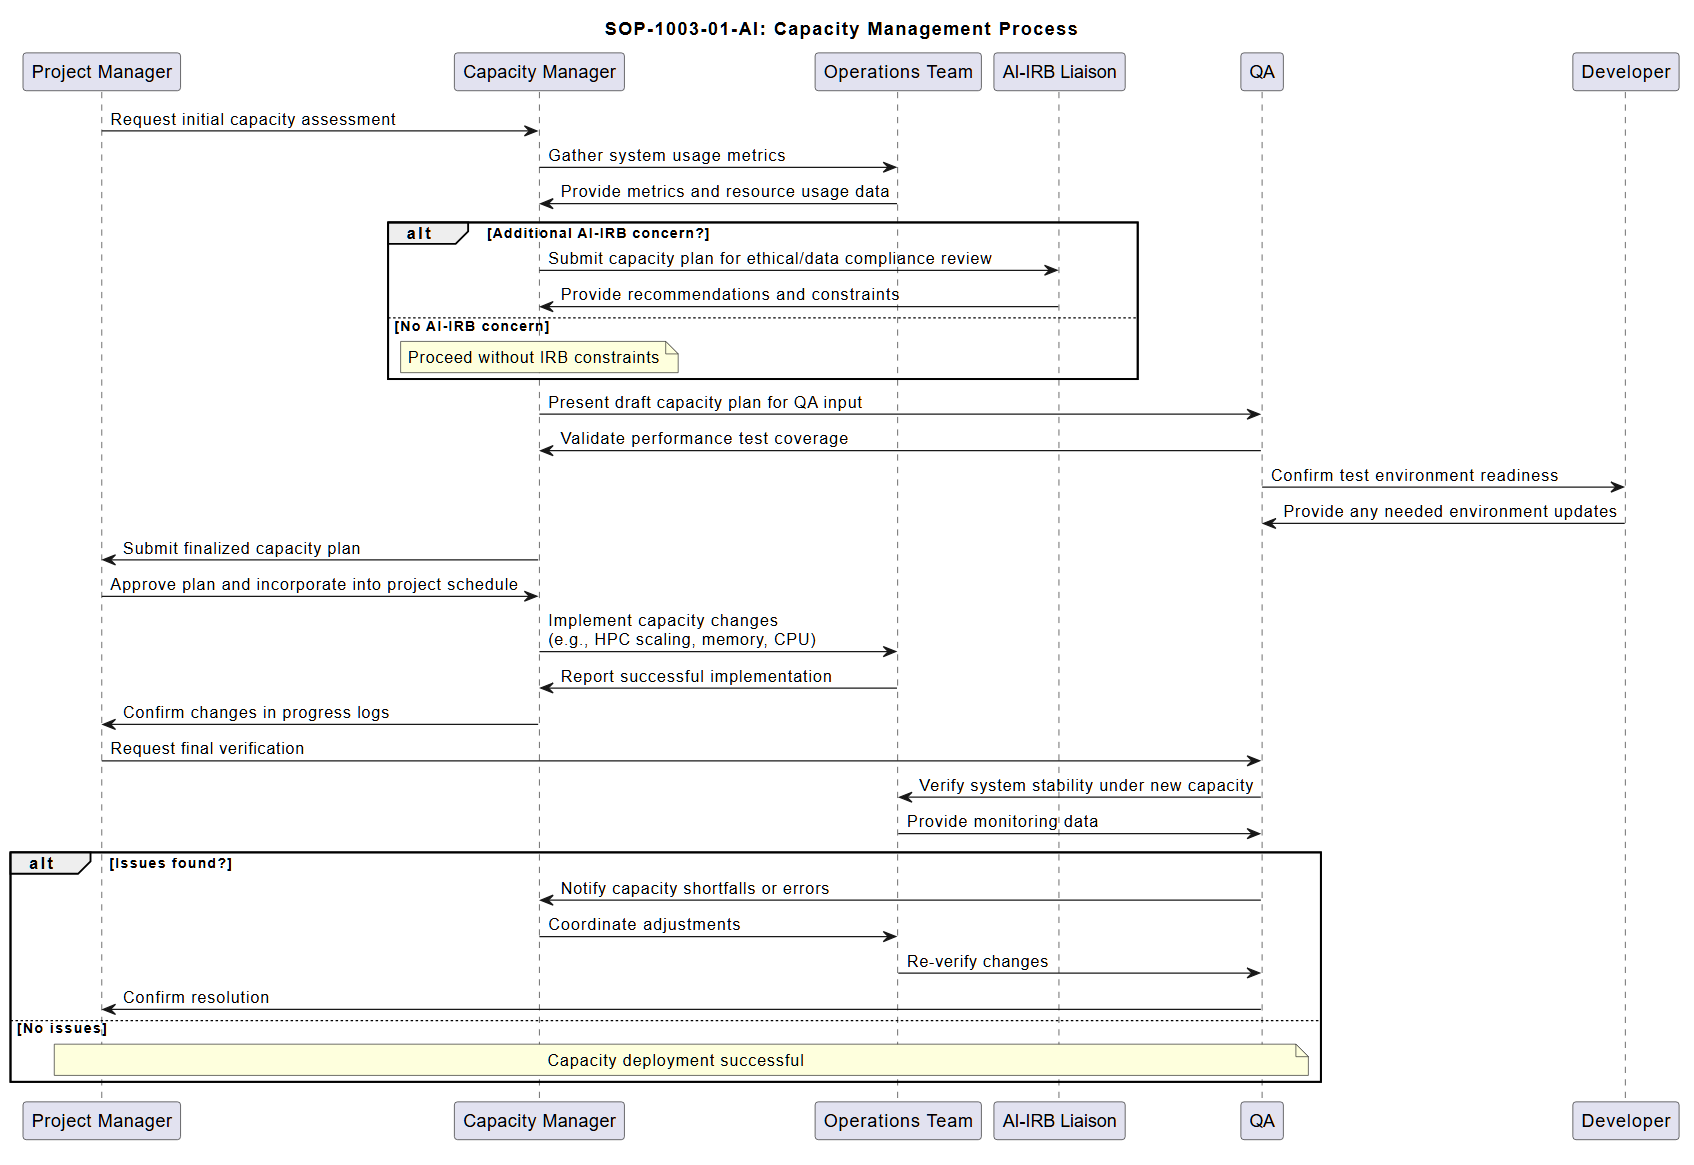 SOP-1003-01-AI: Capacity Management Process
Project Manager
Capacity Manager
Operations Team
AI-IRB Liaison
QA
Developer
Request initial capacity assessment
Gather system usage metrics
Provide metrics and resource usage data
alt
[Additional AI-IRB concern?]
Submit capacity plan for ethical/data compliance review
Provide recommendations and constraints
[No AI-IRB concern]
Proceed without IRB constraints
Present draft capacity plan for QA input
Validate performance test coverage
Confirm test environment readiness
Provide any needed environment updates
Submit finalized capacity plan
Approve plan and incorporate into project schedule
Implement capacity changes
(e.g., HPC scaling, memory, CPU)
Report successful implementation
Confirm changes in progress logs
Request final verification
Verify system stability under new capacity
Provide monitoring data
alt
[Issues found?]
Notify capacity shortfalls or errors
Coordinate adjustments
Re-verify changes
Confirm resolution
[No issues]
Capacity deployment successful
Project Manager
Capacity Manager
Operations Team
AI-IRB Liaison
QA
Developer